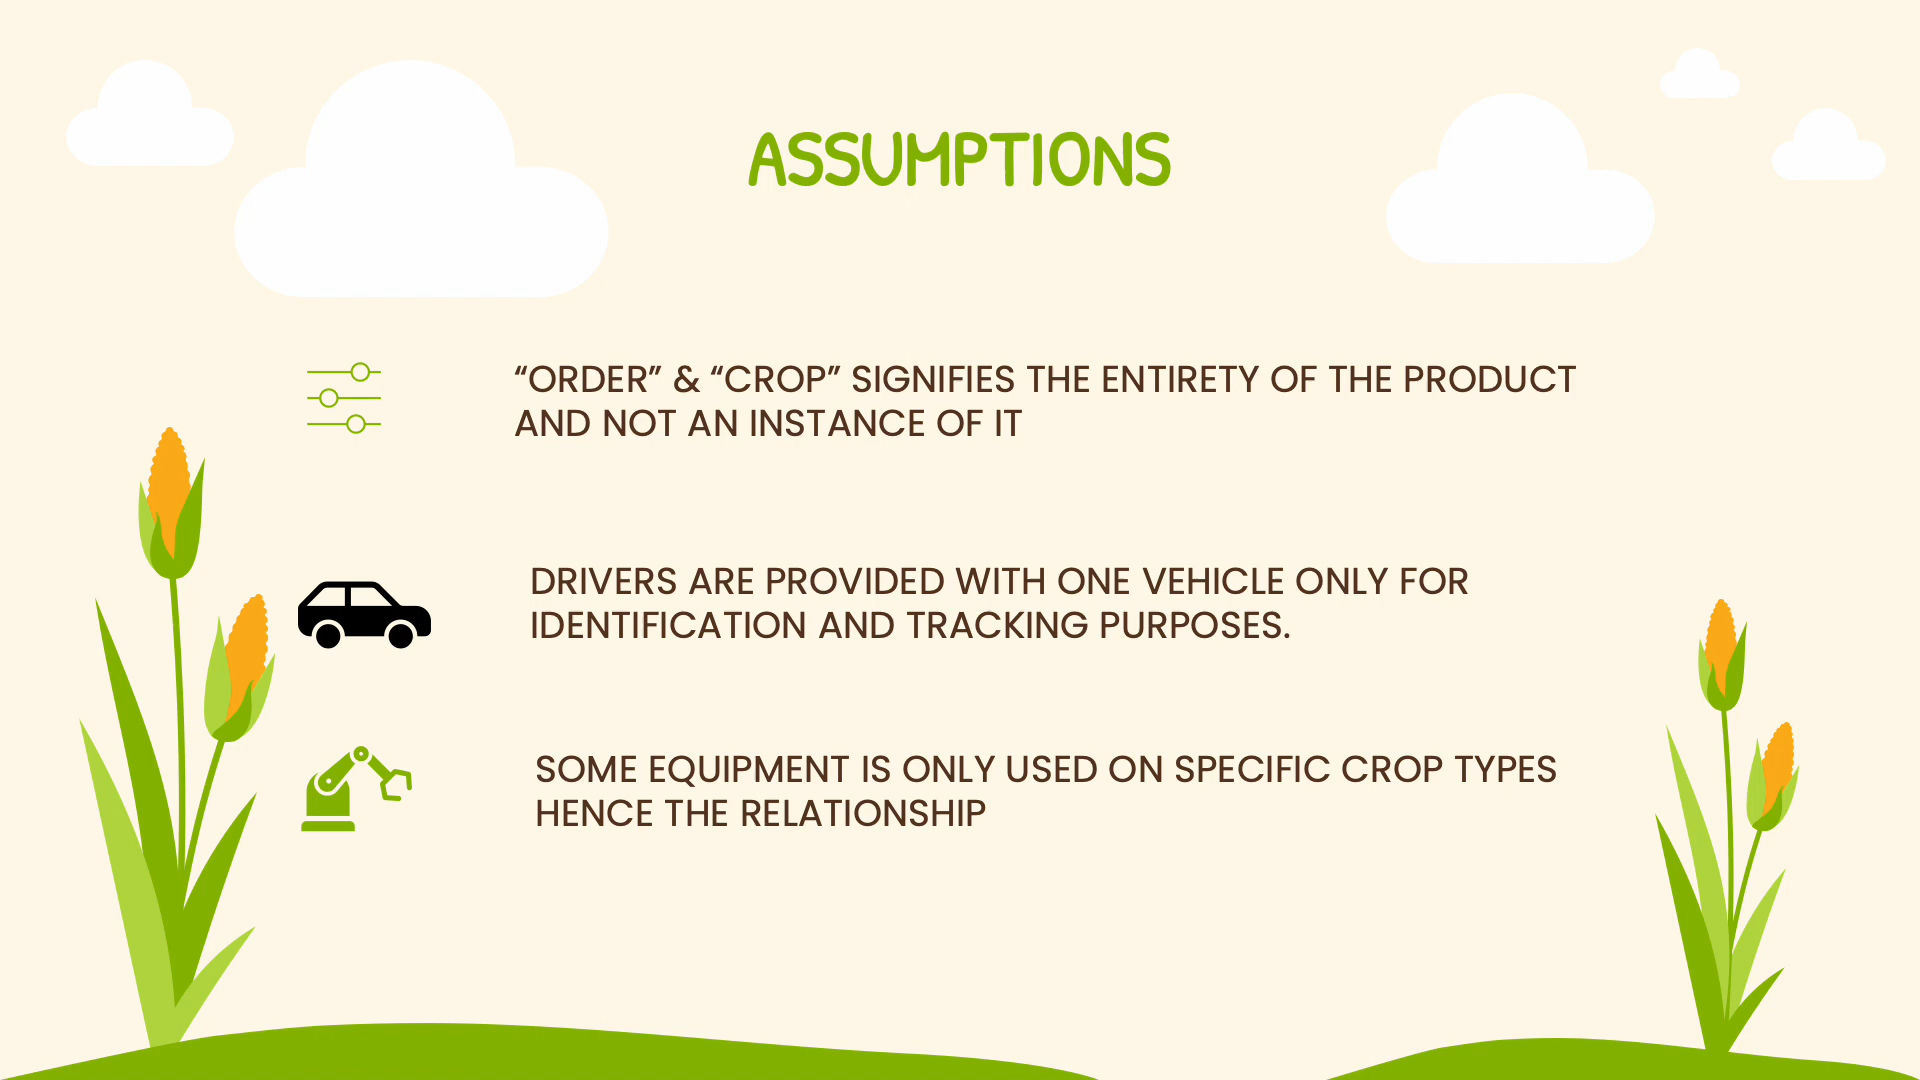 ASSUMPTIONS
“ORDER” & “CROP” SIGNIFIES THE ENTIRETY OF THE PRODUCT
AND NOT AN INSTANCE OF IT
DRIVERS ARE PROVIDED WITH ONE VEHICLE ONLY FOR
IDENTIFICATION AND TRACKING PURPOSES.
SOME EQUIPMENT IS ONLY USED ON SPECIFIC CROP TYPES
HENCE THE RELATIONSHIP